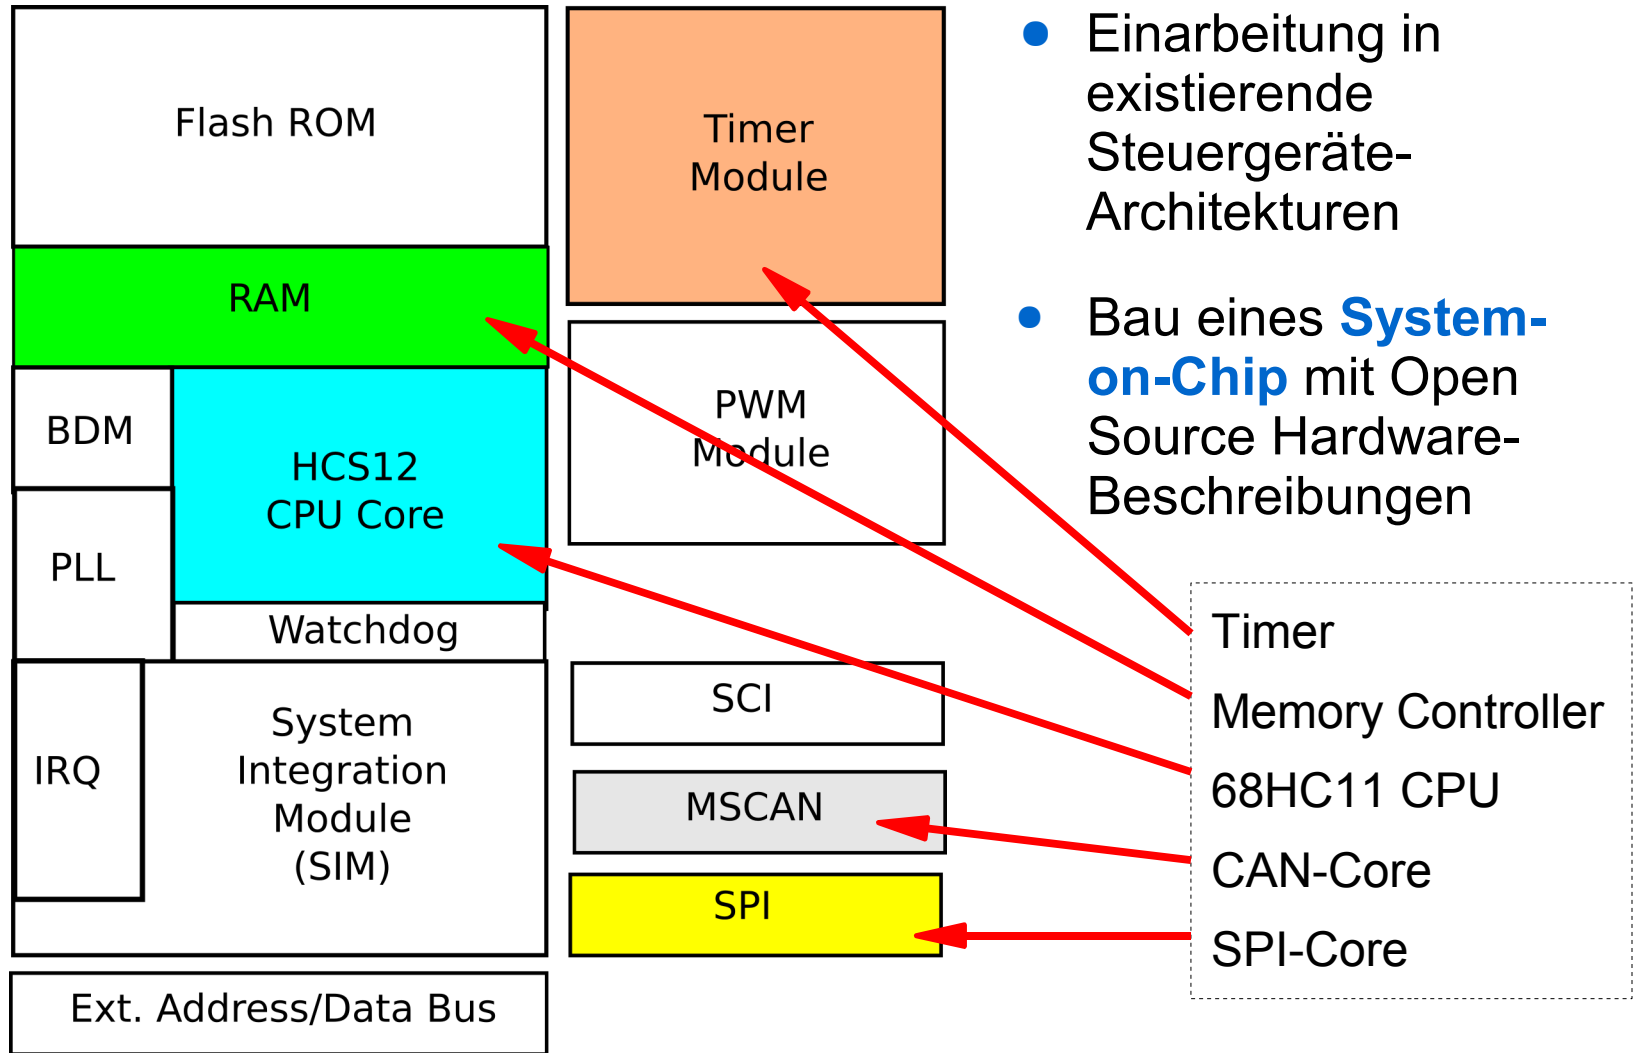 Flash ROM
RAM
BDM
HCS12
CPU Core
PLL
Watchdog
IRQ
System
Integration
Module
(SIM)
Ext. Address/Data Bus
Timer
Module
PWM
Module
SCI
MSCAN
SPI
• Einarbeitung in
existierende
Steuergeräte-
Architekturen
• Bau eines System-
on-Chip mit Open
Source Hardware-
Beschreibungen
Timer
Memory Controller
68HC11 CPU
CAN-Core
SPI-Core